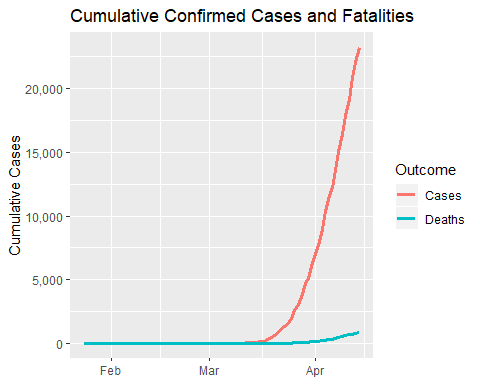 Cumulative Confirmed Cases and Fatalities
Cumulative Cases
20,000
15,000
10,000
5,000
0
Feb
Mar
Apr
Outcome
Cases
Deaths